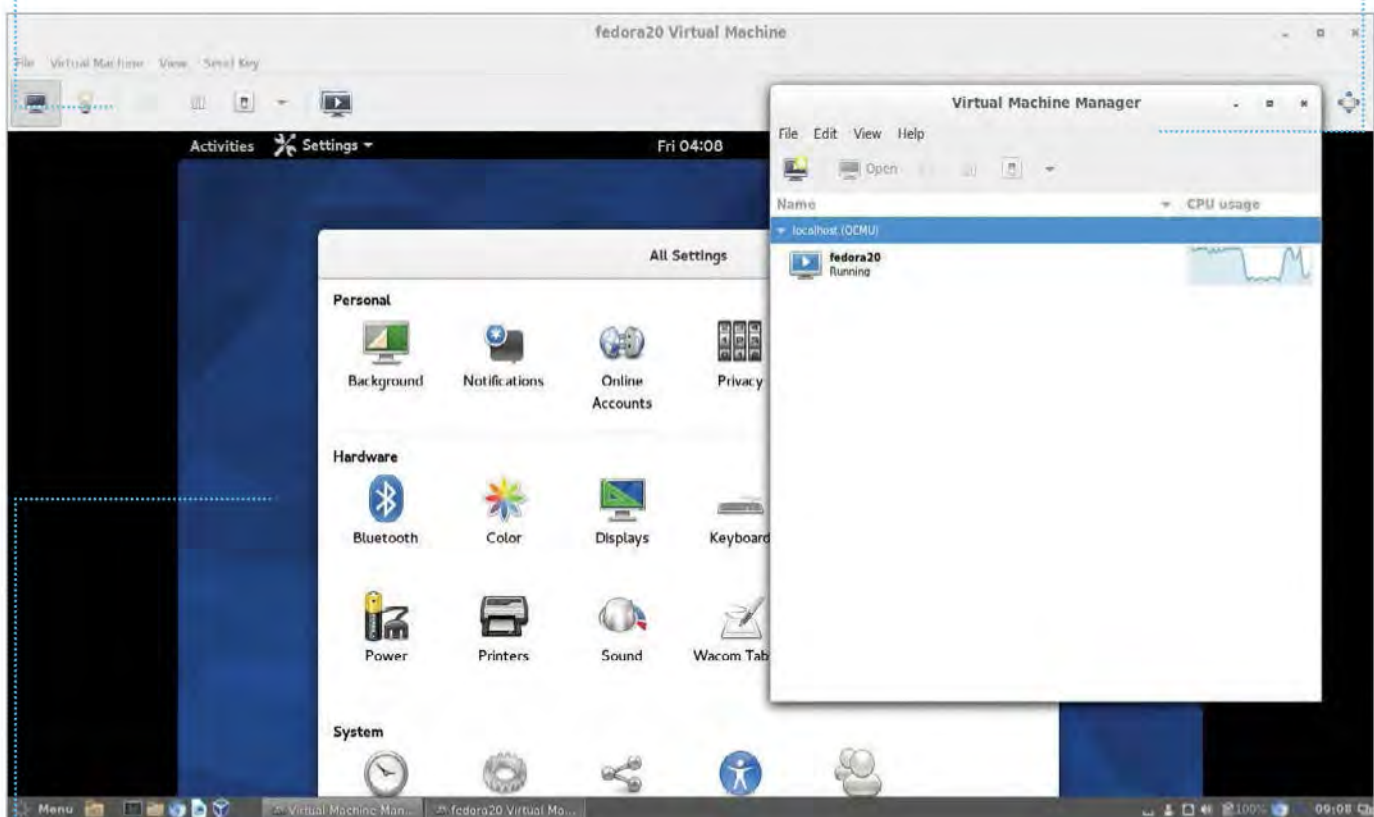 fedora20 Virtual Machine
File Virtual Machine View Send Key
Virtual Machine Manager
File Edit View Help
Open
Name CPU usage
localhost (QEMU)
fedora20
Running
Activities Settings Fri 04:08
All Settings
Personal
Background Notifications Online Accounts Privacy
Hardware
Bluetooth Color Displays Keyboard
Power Printers Sound Wacom Tab
System
Menu Virtual Machine Man... fedora20 Virtual Ma... 100% 09:08